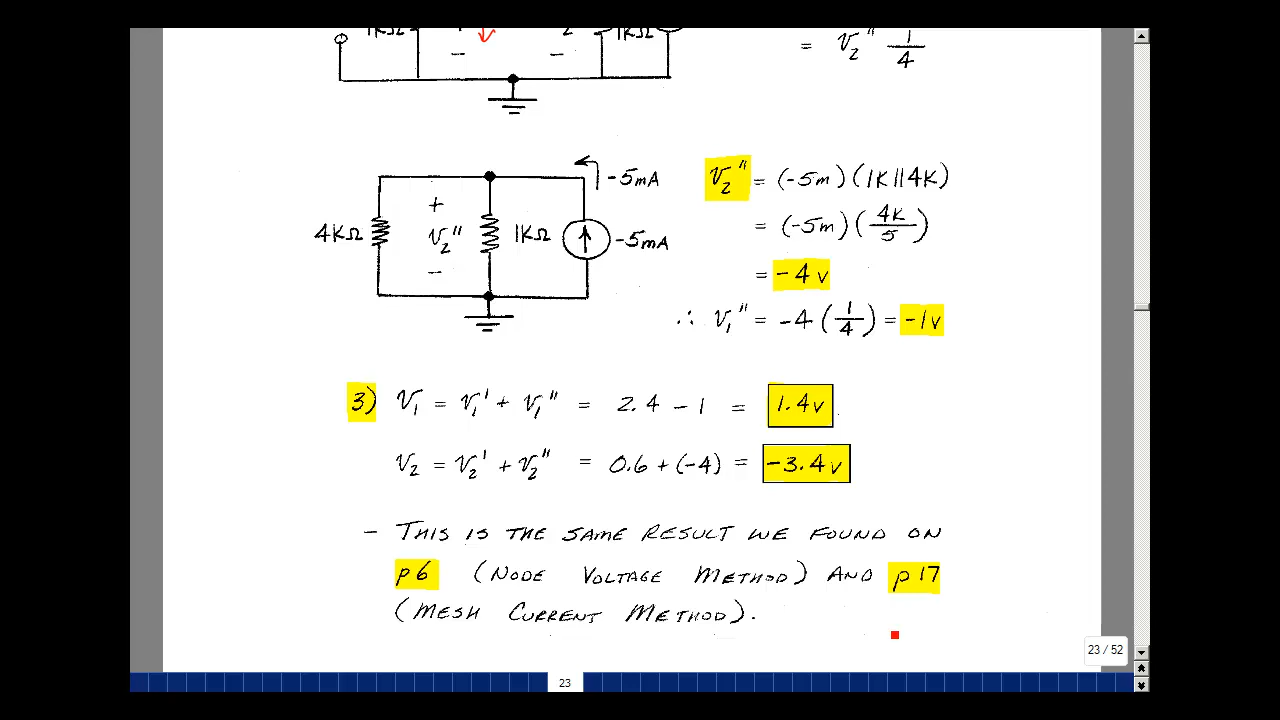 1KΩ
1KΩ
= V2" 1/4
-5mA
4KΩ
+
V2"
-
1KΩ
-5mA
V2" = (-5m)(1K||4K)
= (-5m)(4K/5)
= -4v
∴ V1" = -4(1/4) = -1v
3) V1 = V1' + V1" = 2.4 - 1 = 1.4v
V2 = V2' + V2" = 0.6 + (-4) = -3.4v
- THIS IS THE SAME RESULT WE FOUND ON
p6 (NODE VOLTAGE METHOD) AND p17
(MESH CURRENT METHOD).
23 / 52
23